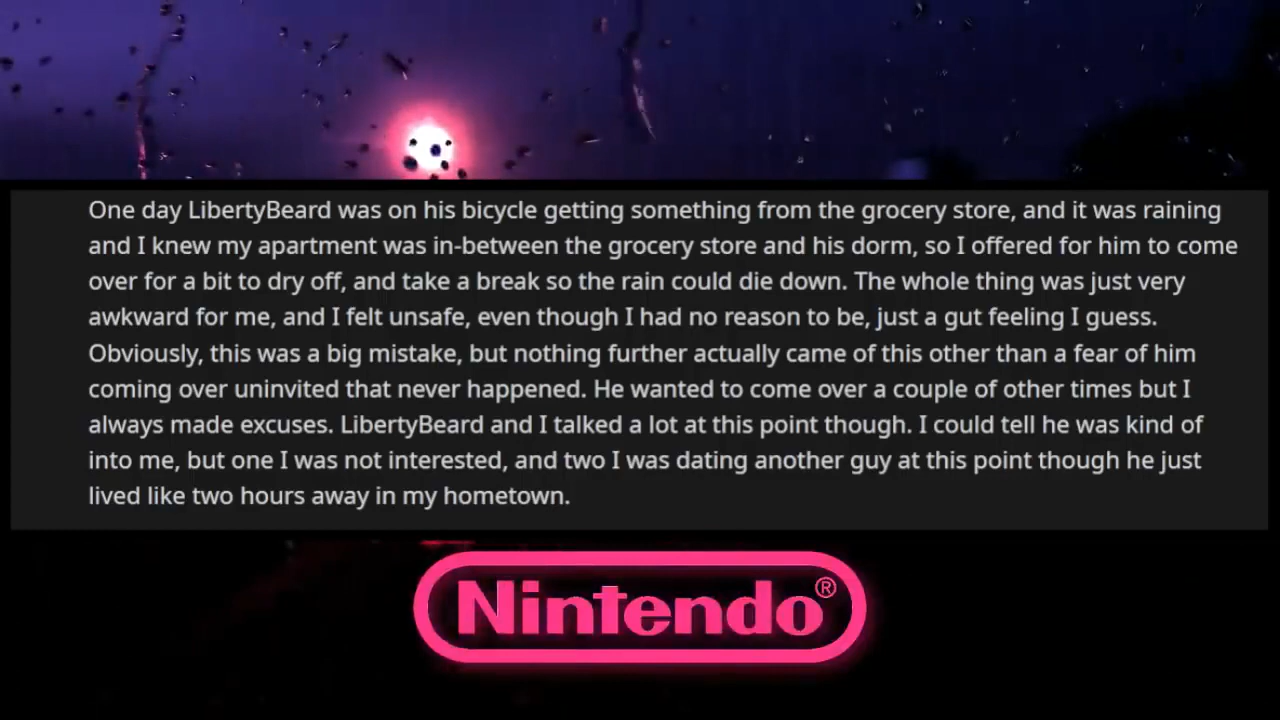 One day LibertyBeard was on his bicycle getting something from the grocery store, and it was raining
and I knew my apartment was in-between the grocery store and his dorm, so I offered for him to come
over for a bit to dry off, and take a break so the rain could die down. The whole thing was just very
awkward for me, and I felt unsafe, even though I had no reason to be, just a gut feeling I guess.
Obviously, this was a big mistake, but nothing further actually came of this other than a fear of him
coming over uninvited that never happened. He wanted to come over a couple of other times but I
always made excuses. LibertyBeard and I talked a lot at this point though. I could tell he was kind of
into me, but one I was not interested, and two I was dating another guy at this point though he just
lived like two hours away in my hometown.
Nintendo®